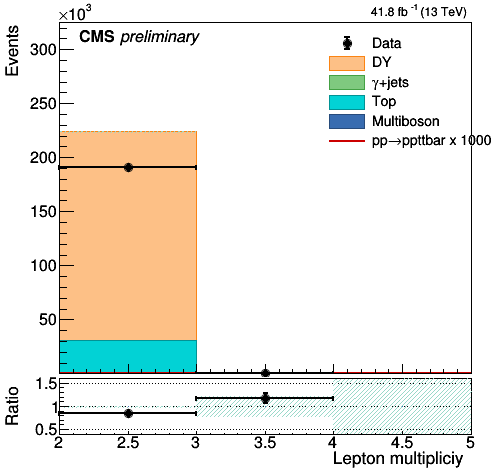 ×10³
41.8 fb⁻¹ (13 TeV)
CMS preliminary
Events
300
250
200
150
100
50
Data
DY
γ+jets
Top
Multiboson
pp→ppttbar x 1000
Ratio
1.5
1
0.5
2 2.5 3 3.5 4 4.5 5
Lepton multipliciy